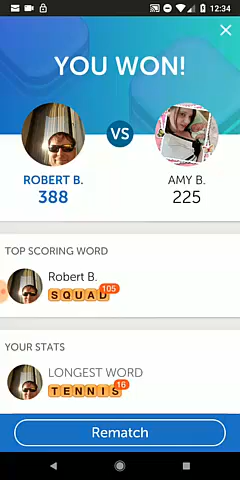 12:34
YOU WON!
VS
ROBERT B.
388
AMY B.
225
TOP SCORING WORD
Robert B.
SQUAD
105
YOUR STATS
LONGEST WORD
TENNIS
16
Rematch